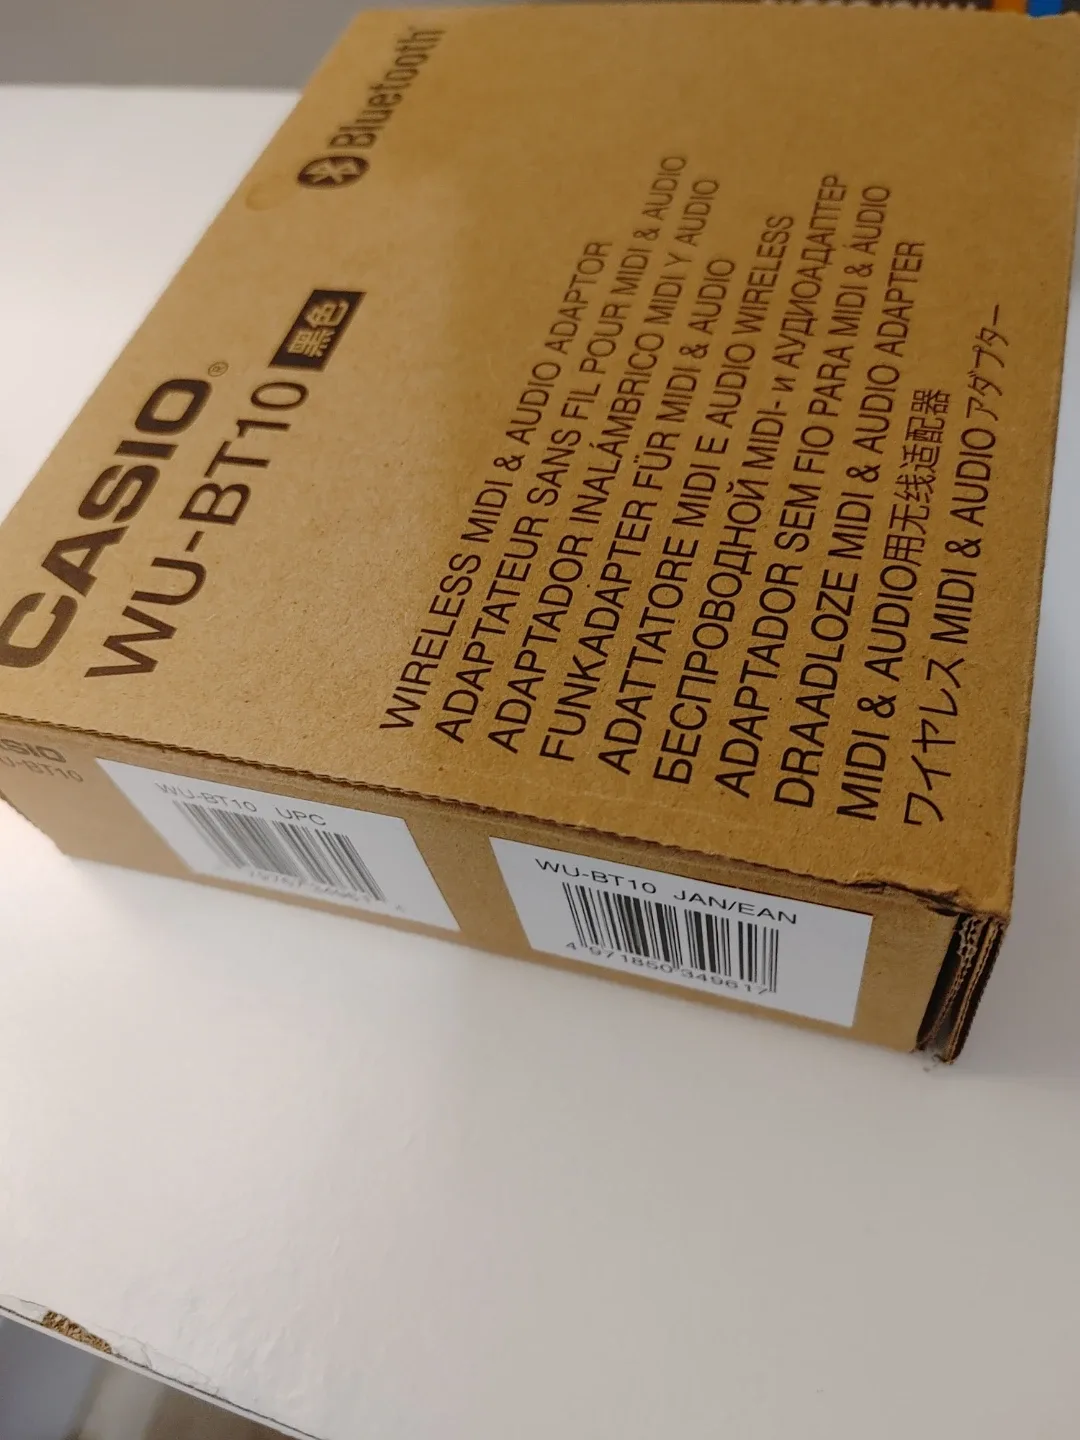 Bluetooth
CASIO®
WU-BT10 黑色
WIRELESS MIDI & AUDIO ADAPTOR
ADAPTATEUR SANS FIL POUR MIDI & AUDIO
ADAPTADOR INALÁMBRICO MIDI Y AUDIO
FUNKADAPTER FÜR MIDI & AUDIO
ADATTATORE MIDI E AUDIO WIRELESS
БЕСПРОВОДНОЙ MIDI- и АУДИОАДАПТЕР
ADAPTADOR SEM FIO PARA MIDI & ÁUDIO
DRAADLOZE MIDI & AUDIO ADAPTER
MIDI & AUDIO用无线适配器
ワイヤレス MIDI & AUDIO アダプター
WU-BT10 UPC
WU-BT10 JAN/EAN
4 971850 349617